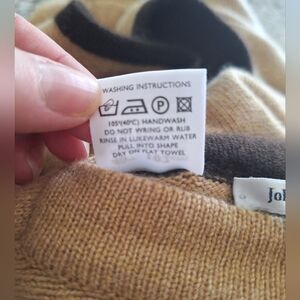 WASHING INSTRUCTIONS
P
105°(40°C) HANDWASH
DO NOT WRING OR RUB
RINSE IN LUKEWARM WATER
PULL INTO SHAPE
DRY ON FLAT TOWEL
Joh